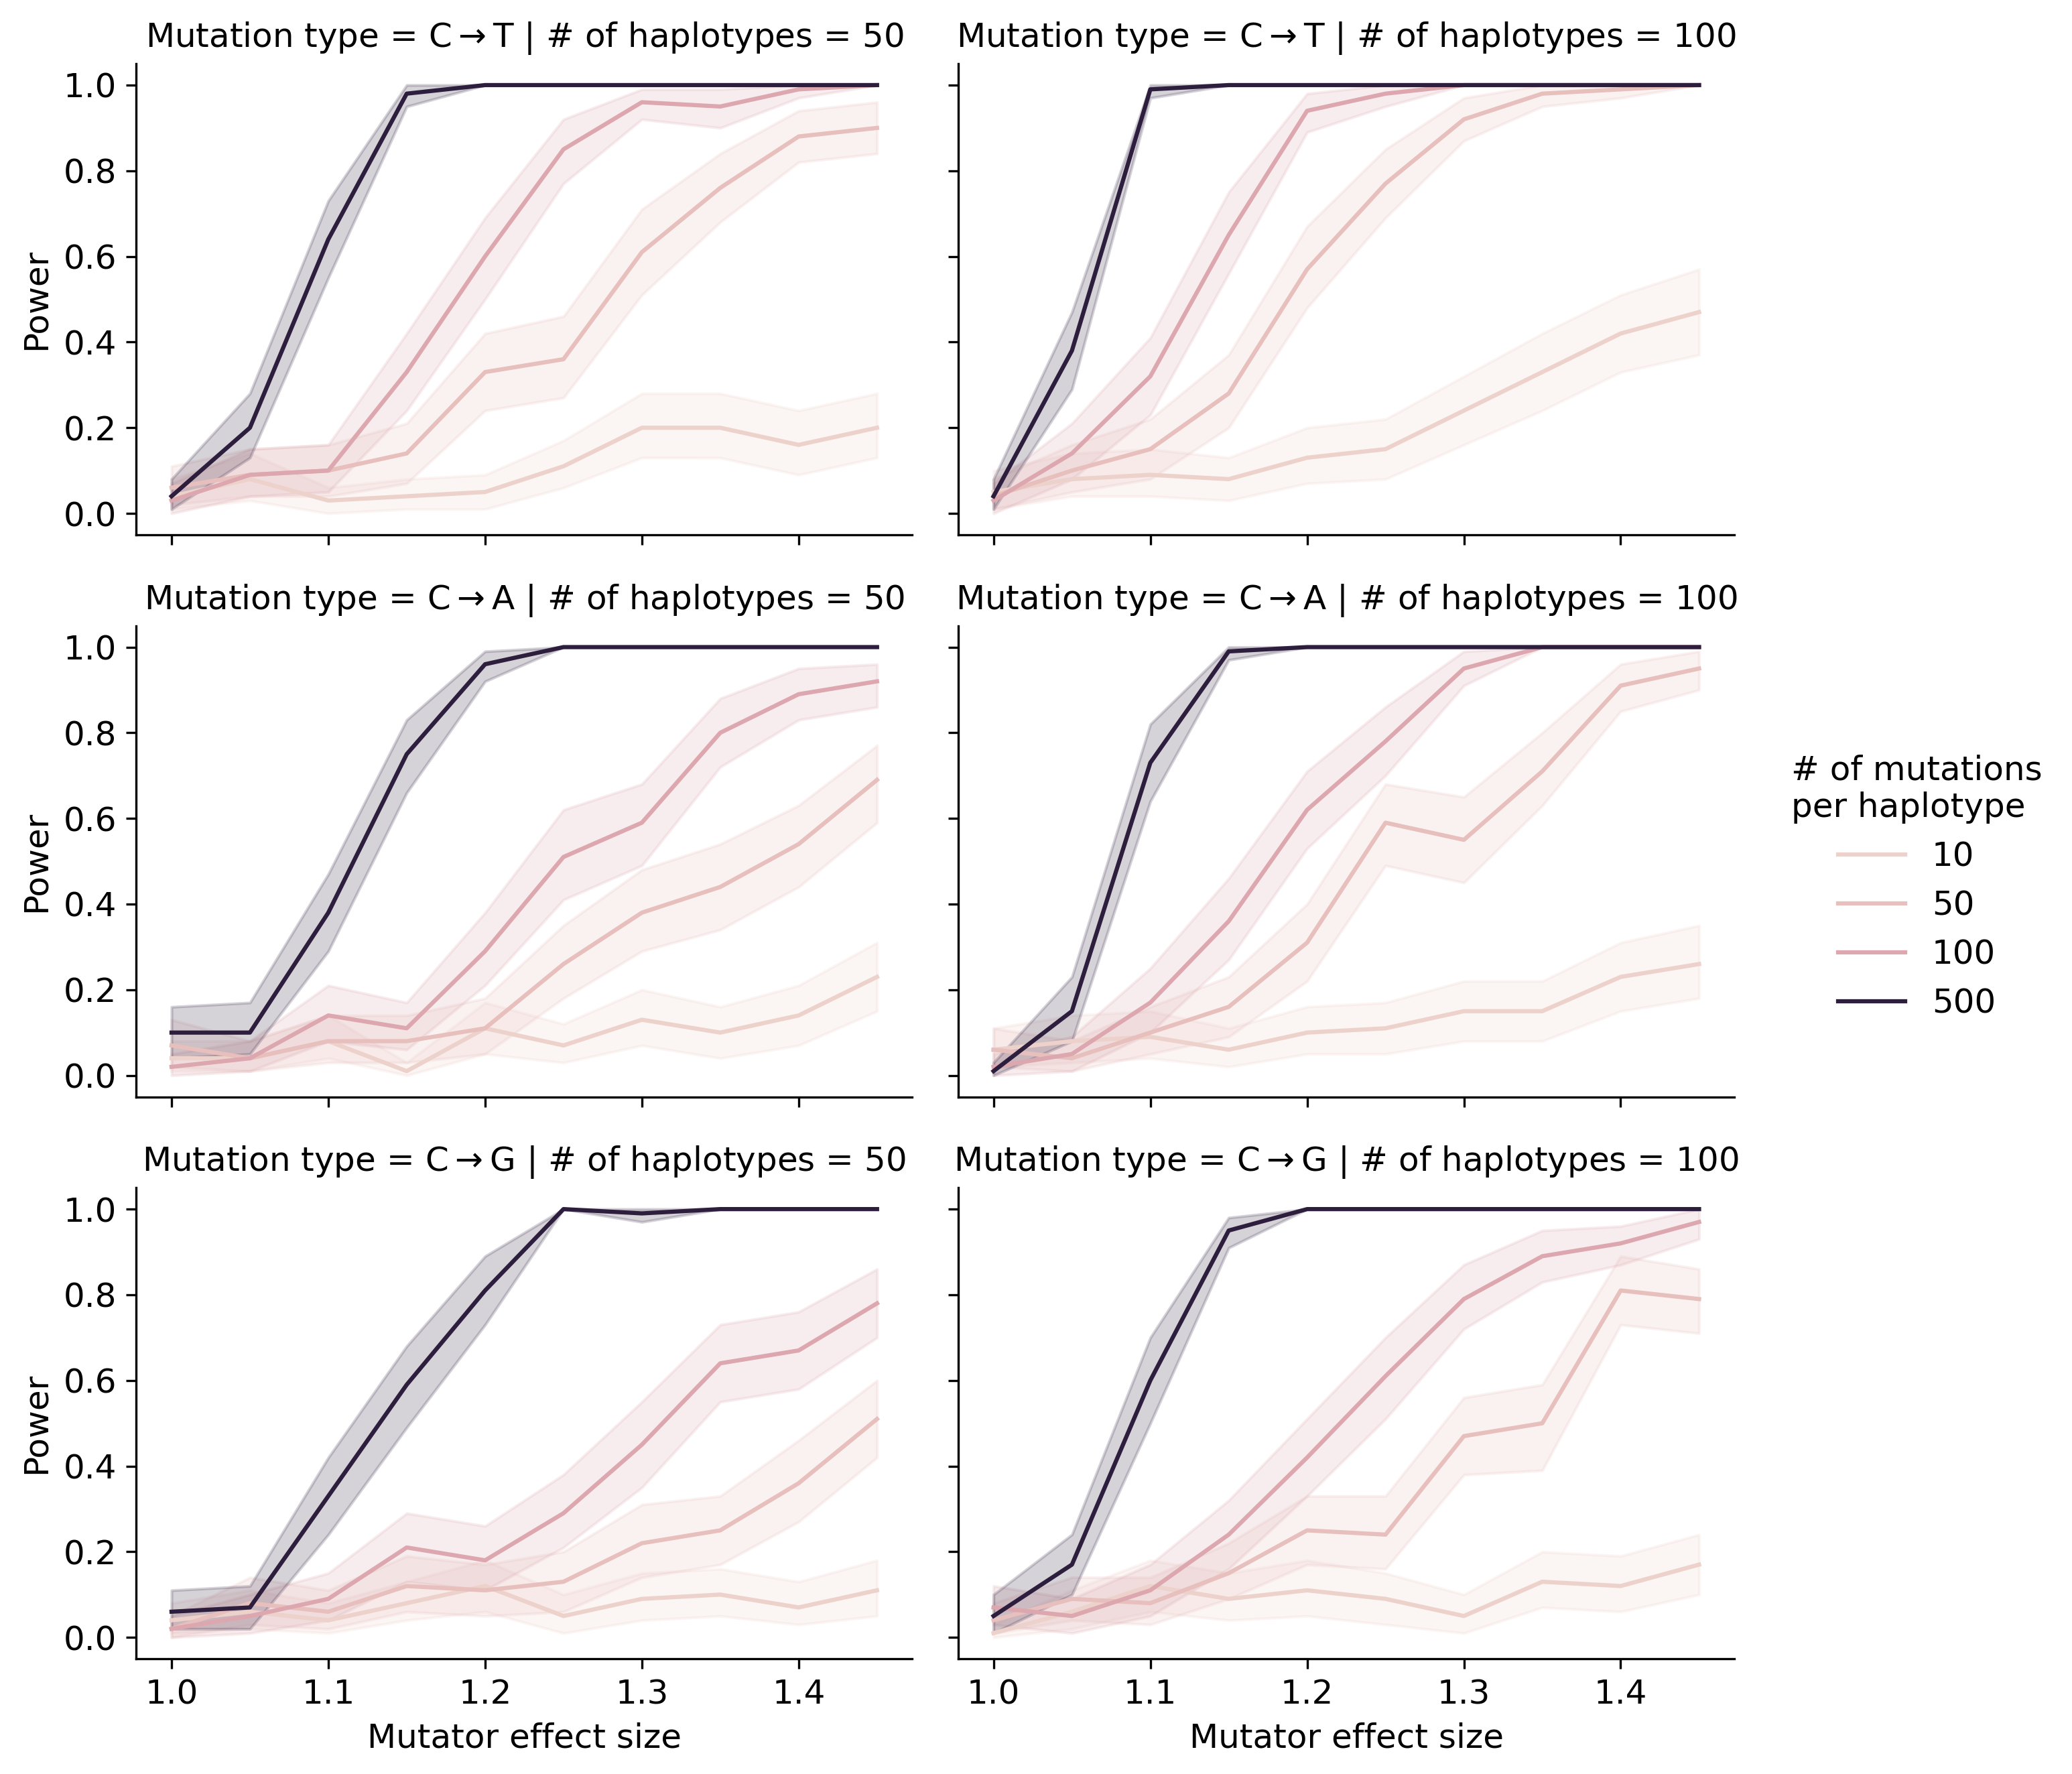 Mutation type = C→T | # of haplotypes = 50
Mutation type = C→T | # of haplotypes = 100
1.0
0.8
0.6
0.4
0.2
0.0
Power
Mutation type = C→A | # of haplotypes = 50
Mutation type = C→A | # of haplotypes = 100
1.0
0.8
0.6
0.4
0.2
0.0
Power
# of mutations
per haplotype
10
50
100
500
Mutation type = C→G | # of haplotypes = 50
Mutation type = C→G | # of haplotypes = 100
1.0
0.8
0.6
0.4
0.2
0.0
Power
1.0 1.1 1.2 1.3 1.4
1.0 1.1 1.2 1.3 1.4
Mutator effect size
Mutator effect size